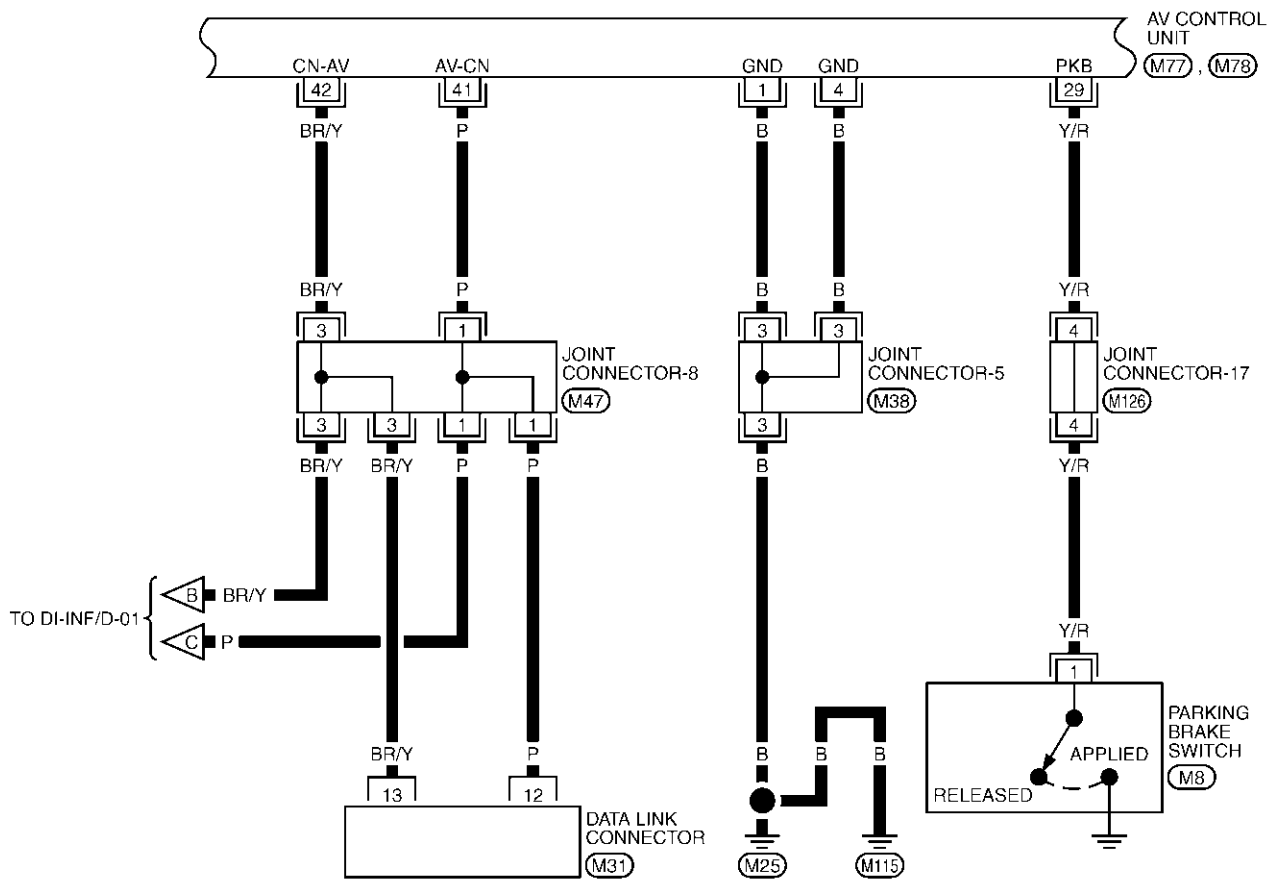 AV CONTROL
UNIT
M77 , M78
CN-AV AV-CN GND GND PKB
42 41 1 4 29
BR/Y P B B Y/R
BR/Y P B B Y/R
3 1 3 3 4
JOINT
CONNECTOR-8
M47
JOINT
CONNECTOR-5
M38
JOINT
CONNECTOR-17
M126
3 3 1 1 3 4
BR/Y BR/Y P P B Y/R
TO DI-INF/D-01
B BR/Y
C P
Y/R
1
BR/Y P B B B
13 12
DATA LINK
CONNECTOR
M31
M25 M115
APPLIED
RELEASED
PARKING
BRAKE
SWITCH
M8